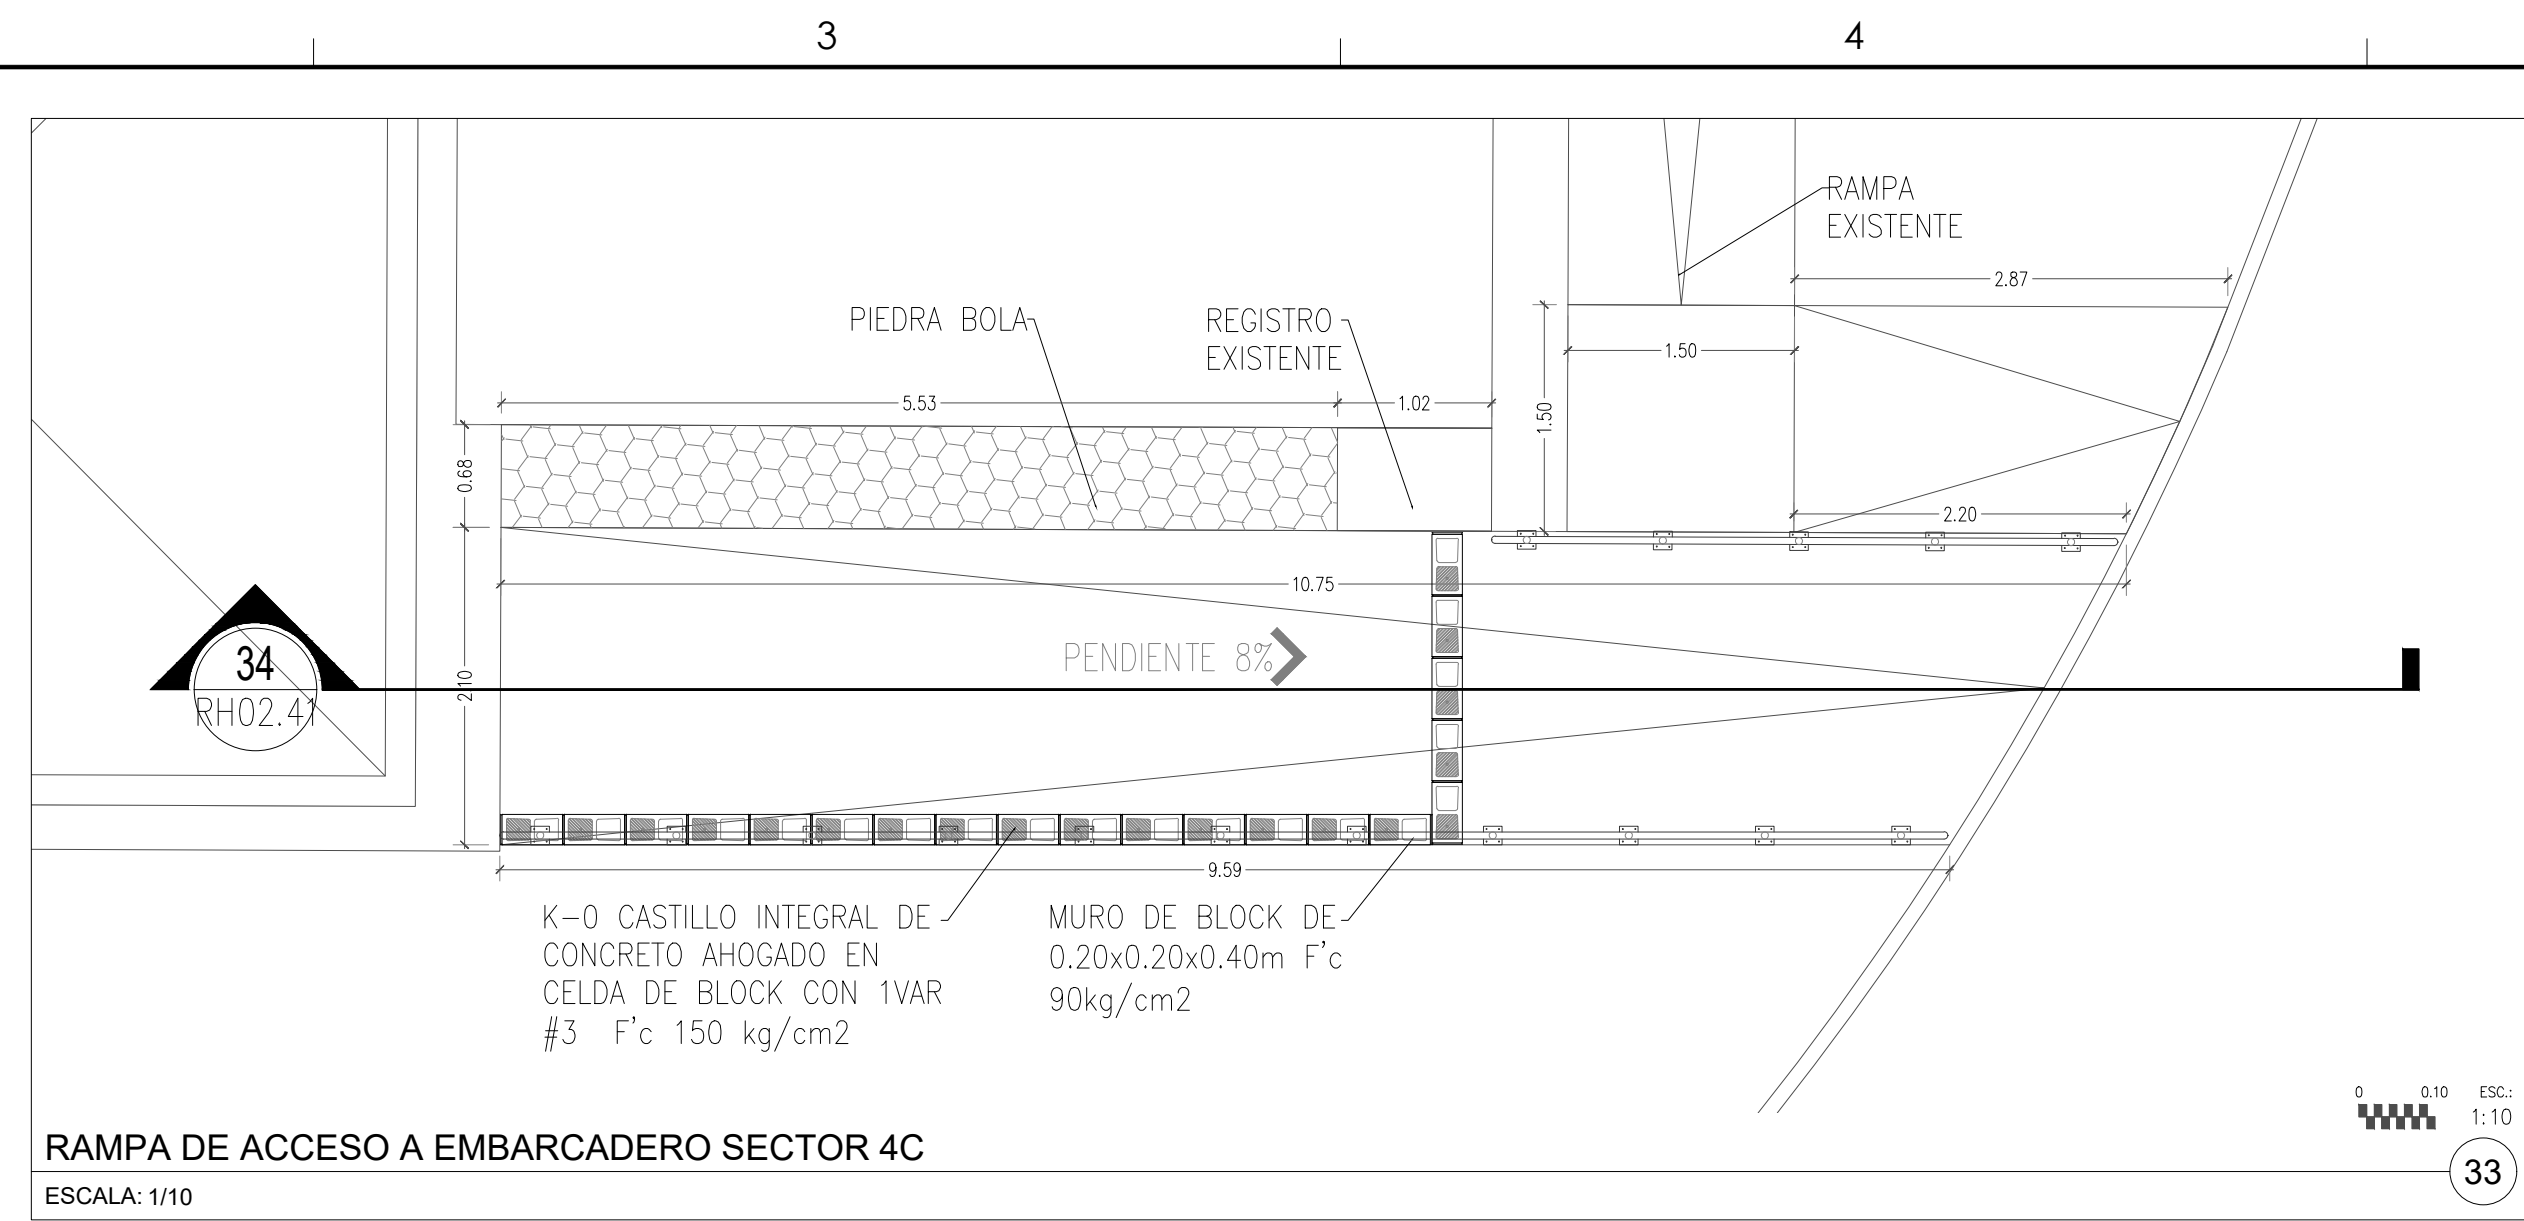 3
4
RAMPA
EXISTENTE
2.87
PIEDRA BOLA
REGISTRO
EXISTENTE
1.50
5.53
1.02
1.50
0.68
2.20
10.75
PENDIENTE 8%
34
RH02.41
2.10
9.59
K-0 CASTILLO INTEGRAL DE
CONCRETO AHOGADO EN
CELDA DE BLOCK CON 1VAR
#3 F'c 150 kg/cm2
MURO DE BLOCK DE
0.20x0.20x0.40m F'c
90kg/cm2
0 0.10 ESC.:
1:10
RAMPA DE ACCESO A EMBARCADERO SECTOR 4C
33
ESCALA: 1/10